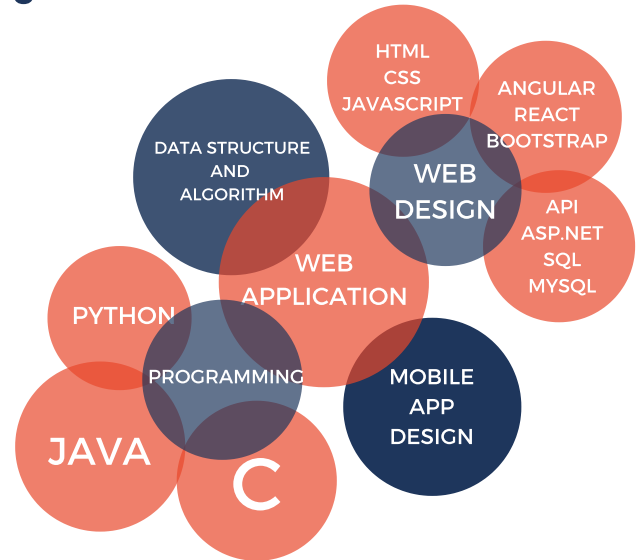 HTML
CSS
JAVASCRIPT
ANGULAR
REACT
BOOTSTRAP
DATA STRUCTURE
AND
ALGORITHM
WEB
DESIGN
API
ASP.NET
SQL
MYSQL
WEB
APPLICATION
PYTHON
PROGRAMMING
MOBILE
APP
DESIGN
JAVA
C